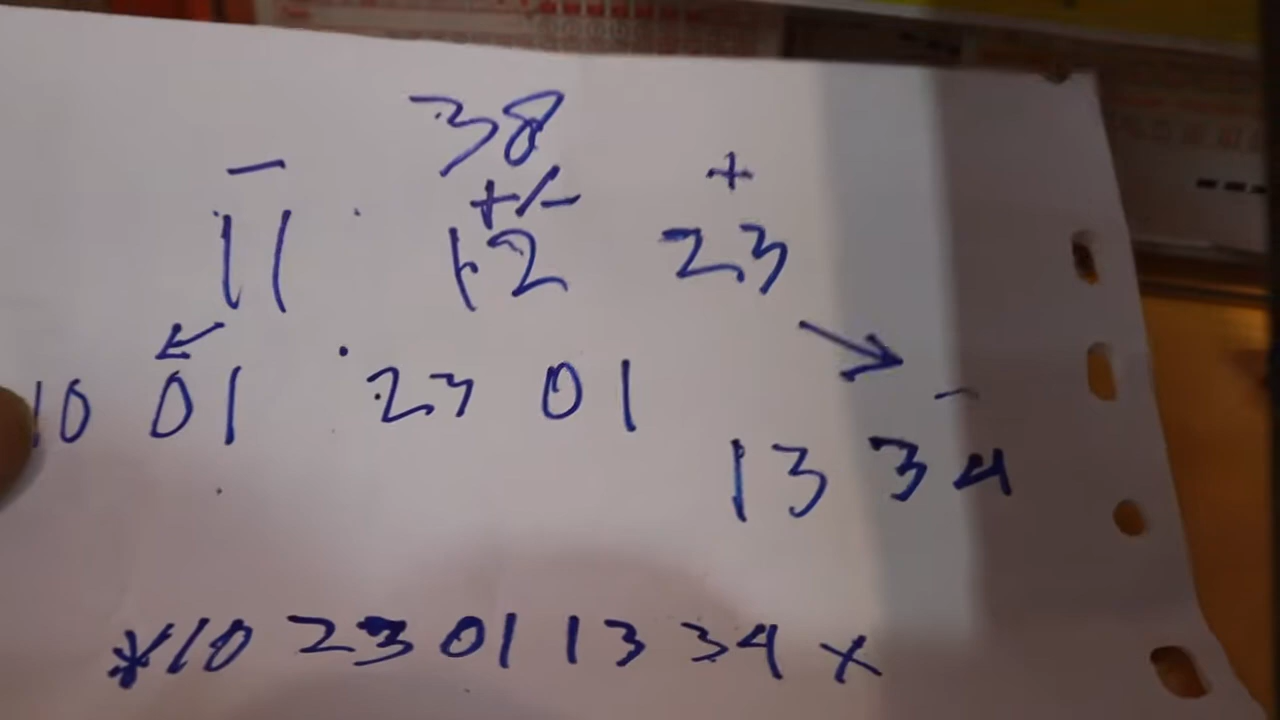 38
- +/- +
11 12 23
10 01 23 01
13 34
*10 23 01 13 34 x